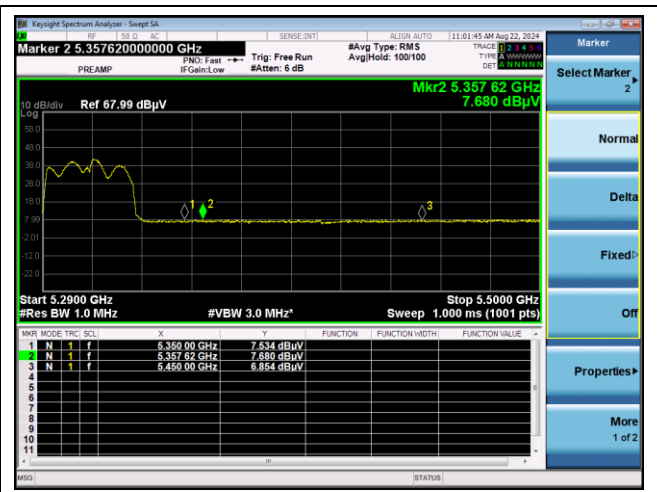 Keysight Spectrum Analyzer - Swept SA
RF 50 Ω AC SENSE:INT ALIGN AUTO 11:01:45 AM Aug 22, 2024
Marker 2 5.357620000000 GHz
PREAMP
PNO: Fast
IFGain:Low
Trig: Free Run
#Atten: 6 dB
#Avg Type: RMS
Avg|Hold: 100/100
TRACE 1 2 3 4 5 6
TYPE A WWWWW
DET A N N N N N
Mkr2 5.357 62 GHz
7.680 dBµV
10 dB/div Ref 67.99 dBµV
Log
58.0
48.0
38.0
28.0
18.0
7.99
-2.01
-12.0
-22.0
1 2 3
Start 5.2900 GHz Stop 5.5000 GHz
#Res BW 1.0 MHz #VBW 3.0 MHz* Sweep 1.000 ms (1001 pts)
MKR MODE TRC SCL X Y FUNCTION FUNCTION WIDTH FUNCTION VALUE
1 N 1 f 5.350 00 GHz 7.534 dBµV
2 N 1 f 5.357 62 GHz 7.680 dBµV
3 N 1 f 5.450 00 GHz 6.854 dBµV
4
5
6
7
8
9
10
11
MSG STATUS
Marker
Select Marker
2
Normal
Delta
Fixed
Off
Properties
More
1 of 2